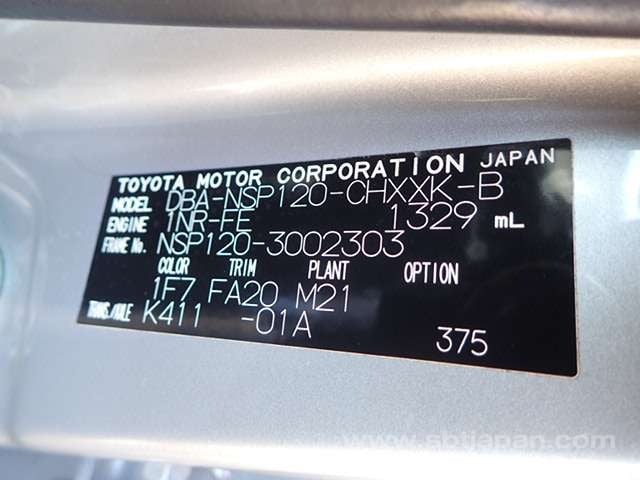 TOYOTA MOTOR CORPORATION JAPAN
MODEL DBA-NSP120-CHXXK-B
ENGINE 1NR-FE 1329 mL
FRAME No. NSP120-3002303
COLOR TRIM PLANT OPTION
1F7 FA20 M21
TRANS./AXLE K411 -01A 375
www.sbtjapan.com